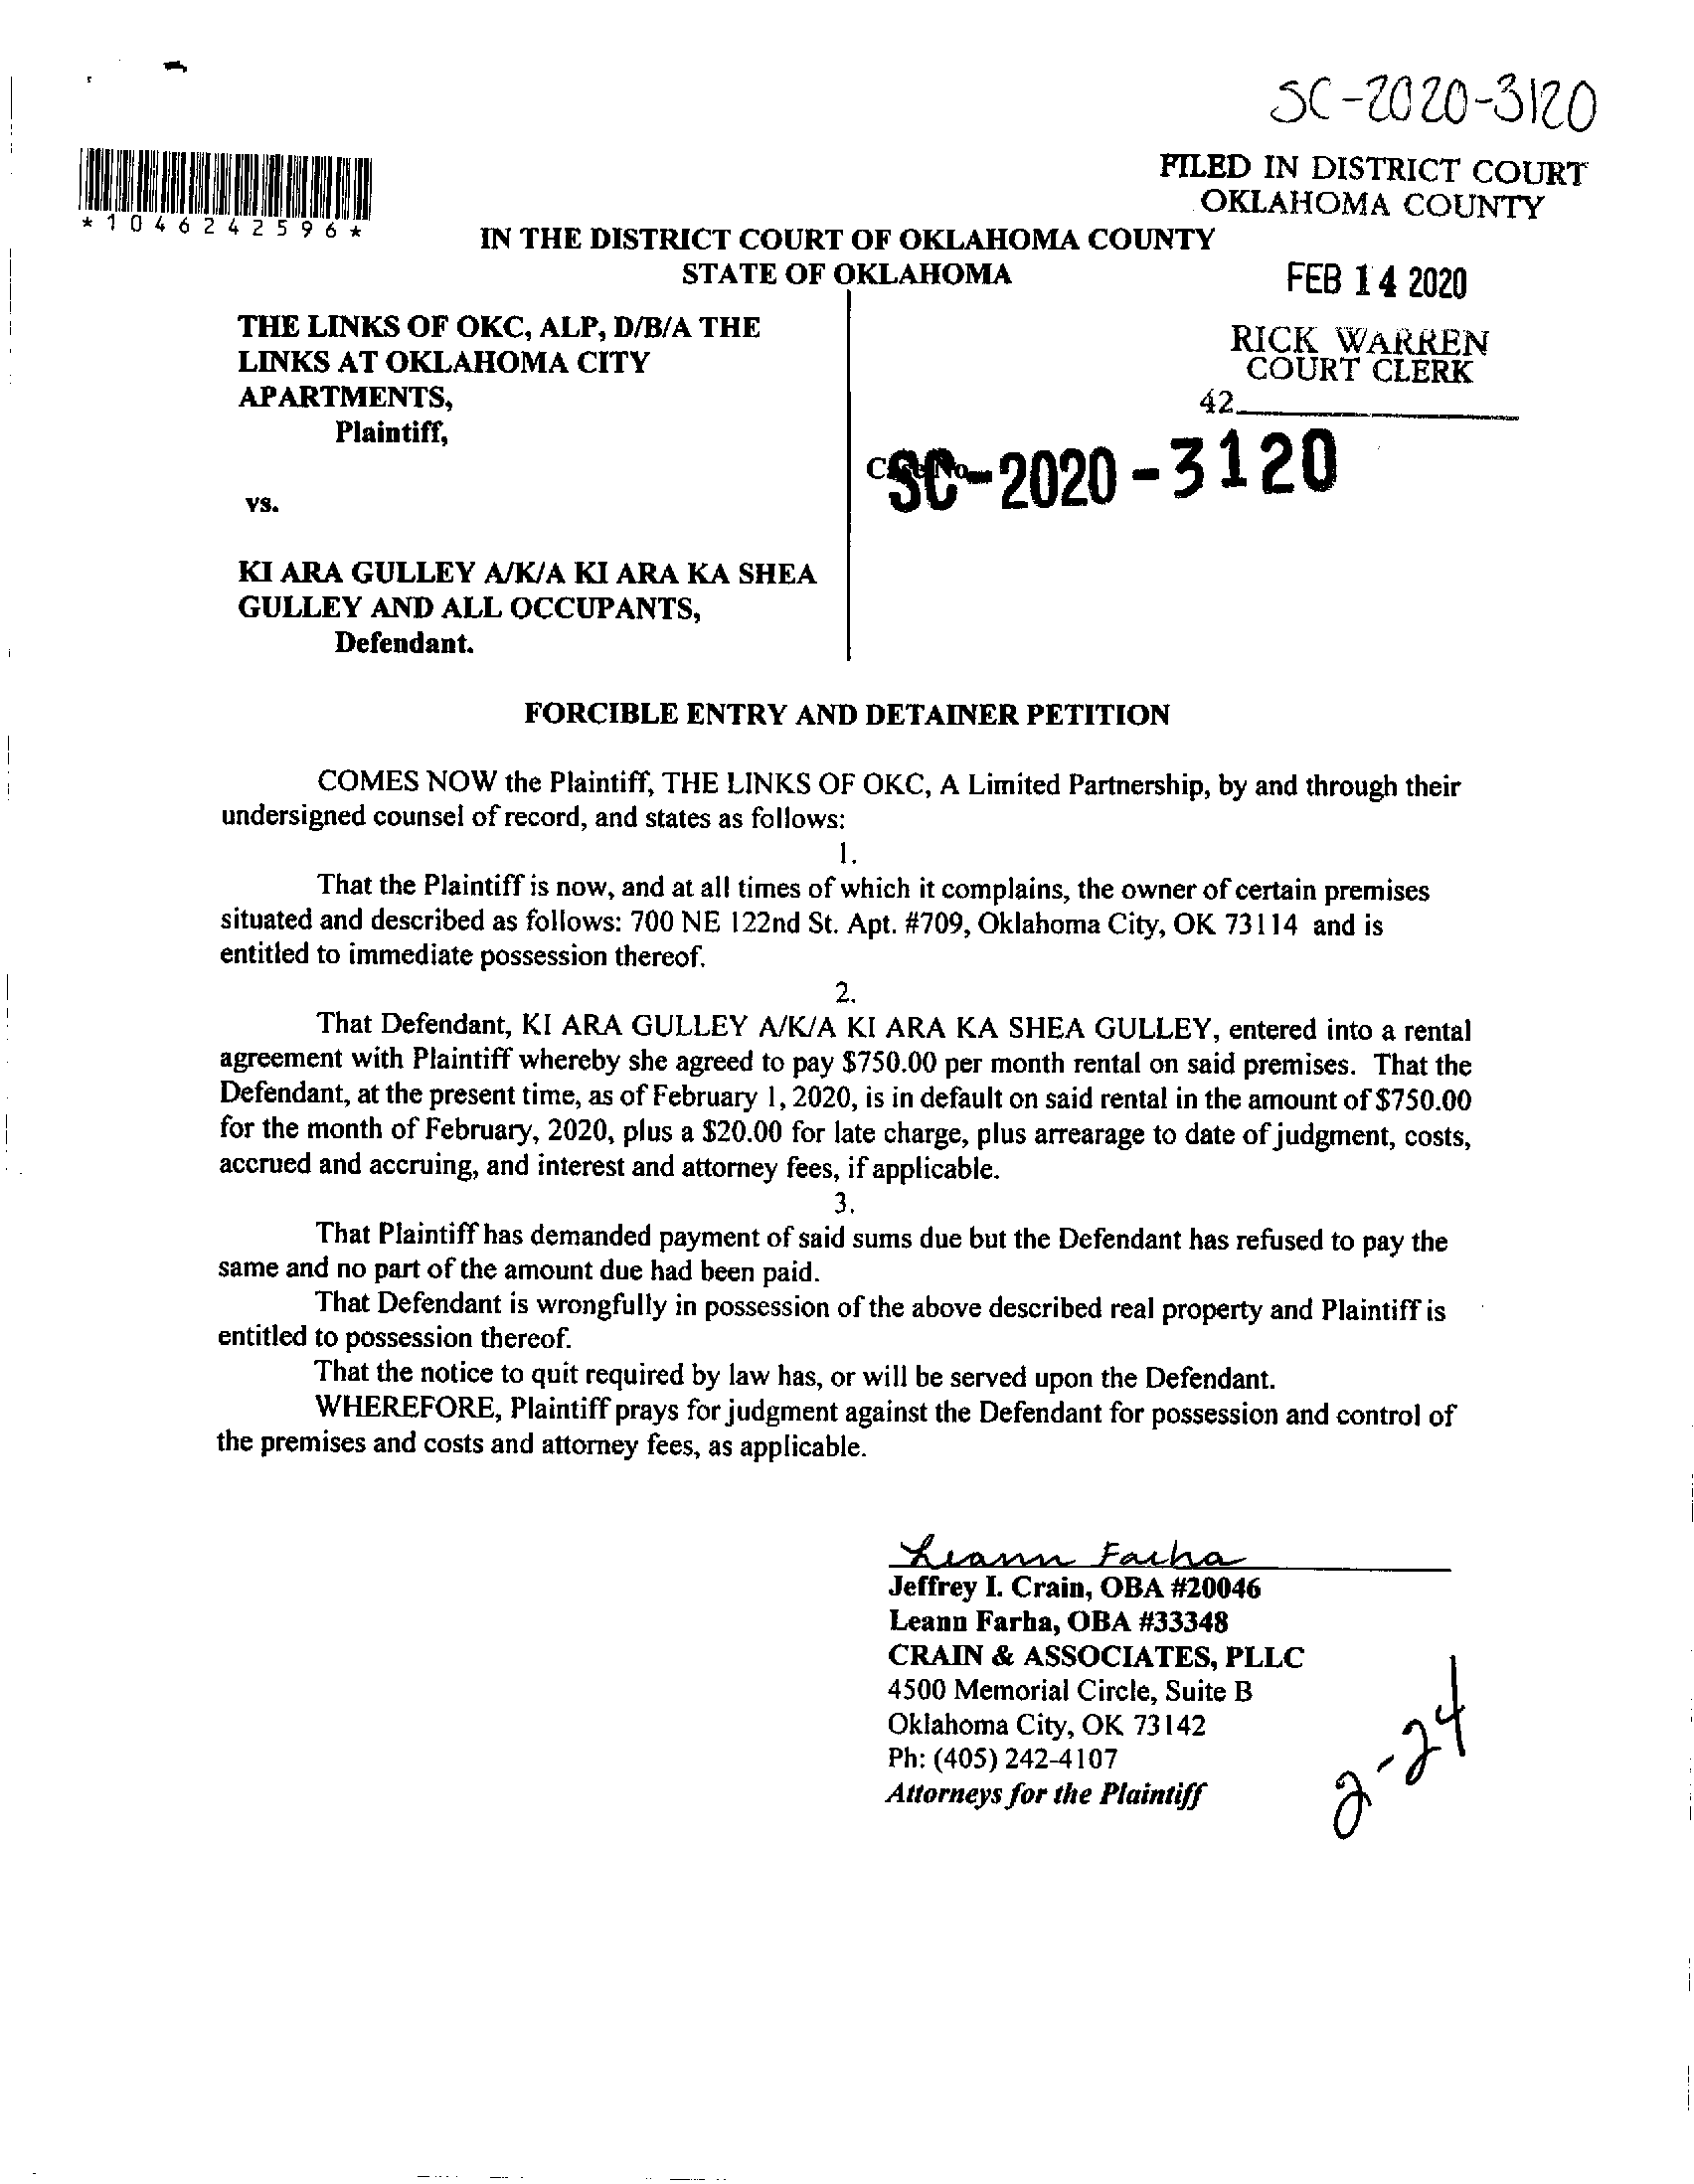 SC-2020-3120
FILED IN DISTRICT COURT
OKLAHOMA COUNTY
*1046242596*
IN THE DISTRICT COURT OF OKLAHOMA COUNTY
STATE OF OKLAHOMA
FEB 14 2020
THE LINKS OF OKC, ALP, D/B/A THE
LINKS AT OKLAHOMA CITY
APARTMENTS,
Plaintiff,
RICK WARREN
COURT CLERK
42
Case No.
SC-2020-3120
vs.
KI ARA GULLEY A/K/A KI ARA KA SHEA
GULLEY AND ALL OCCUPANTS,
Defendant.
FORCIBLE ENTRY AND DETAINER PETITION
COMES NOW the Plaintiff, THE LINKS OF OKC, A Limited Partnership, by and through their
undersigned counsel of record, and states as follows:
1.
That the Plaintiff is now, and at all times of which it complains, the owner of certain premises
situated and described as follows: 700 NE 122nd St. Apt. #709, Oklahoma City, OK 73114 and is
entitled to immediate possession thereof.
2.
That Defendant, KI ARA GULLEY A/K/A KI ARA KA SHEA GULLEY, entered into a rental
agreement with Plaintiff whereby she agreed to pay $750.00 per month rental on said premises. That the
Defendant, at the present time, as of February 1, 2020, is in default on said rental in the amount of $750.00
for the month of February, 2020, plus a $20.00 for late charge, plus arrearage to date of judgment, costs,
accrued and accruing, and interest and attorney fees, if applicable.
3.
That Plaintiff has demanded payment of said sums due but the Defendant has refused to pay the
same and no part of the amount due had been paid.
That Defendant is wrongfully in possession of the above described real property and Plaintiff is
entitled to possession thereof.
That the notice to quit required by law has, or will be served upon the Defendant.
WHEREFORE, Plaintiff prays for judgment against the Defendant for possession and control of
the premises and costs and attorney fees, as applicable.
Leann Farha
Jeffrey I. Crain, OBA #20046
Leann Farha, OBA #33348
CRAIN & ASSOCIATES, PLLC
4500 Memorial Circle, Suite B
Oklahoma City, OK 73142
Ph: (405) 242-4107
Attorneys for the Plaintiff
2-24